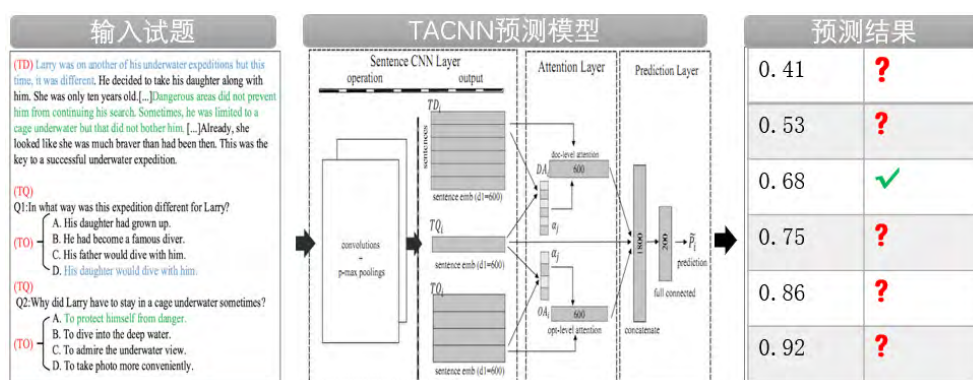 输入试题
(TD) Larry was on another of his underwater expeditions but this
time, it was different. He decided to take his daughter along with
him. She was only ten years old.[...]Dangerous areas did not prevent
him from continuing his search. Sometimes, he was limited to a
cage underwater but that did not bother him. [...]Already, she
looked like she was much braver than had been then. This was the
key to a successful underwater expedition.
(TQ)
Q1:In what way was this expedition different for Larry?
A. His daughter had grown up.
B. He had become a famous diver.
(TO)
C. His father would dive with him.
D. His daughter would dive with him.
(TQ)
Q2:Why did Larry have to stay in a cage underwater sometimes?
A. To protect himself from danger.
B. To dive into the deep water.
(TO)
C. To admire the underwater view.
D. To take photo more conveniently.
TACNN预测模型
Sentence CNN Layer
operation
output
convolutions
+
p-max poolings
TDi
sentences
sentence emb (d1=600)
TQi
sentence emb (d1=600)
TOi
sentence emb (d1=600)
Attention Layer
doc-level attention
DAi
600
αj
αj
OAi
600
opt-level attention
Prediction Layer
1800
200
P̃i
prediction
full connected
concatenate
预测结果
0.41 ?
0.53 ?
0.68 ✓
0.75 ?
0.86 ?
0.92 ?